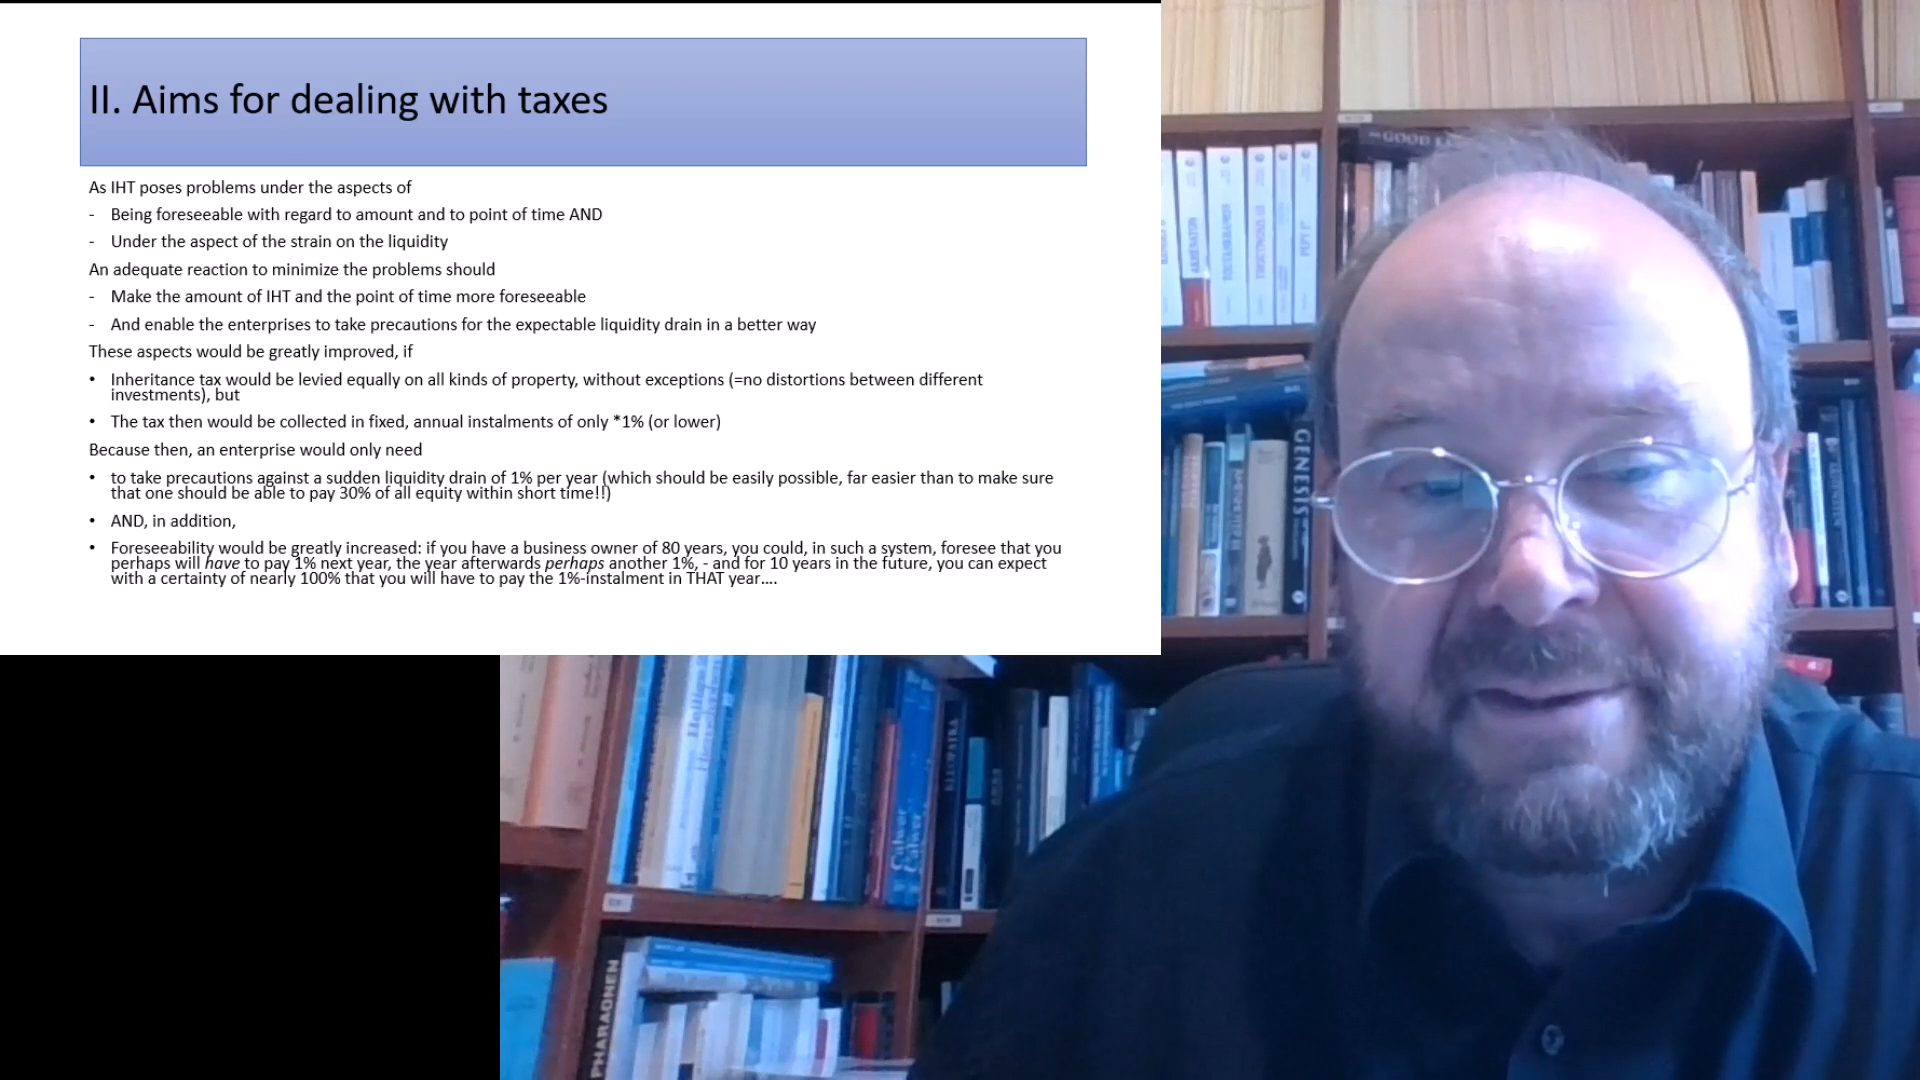 II. Aims for dealing with taxes
As IHT poses problems under the aspects of
- Being foreseeable with regard to amount and to point of time AND
- Under the aspect of the strain on the liquidity
An adequate reaction to minimize the problems should
- Make the amount of IHT and the point of time more foreseeable
- And enable the enterprises to take precautions for the expectable liquidity drain in a better way
These aspects would be greatly improved, if
• Inheritance tax would be levied equally on all kinds of property, without exceptions (=no distortions between different
investments), but
• The tax then would be collected in fixed, annual instalments of only *1% (or lower)
Because then, an enterprise would only need
• to take precautions against a sudden liquidity drain of 1% per year (which should be easily possible, far easier than to make sure
that one should be able to pay 30% of all equity within short time!!)
• AND, in addition,
• Foreseeability would be greatly increased: if you have a business owner of 80 years, you could, in such a system, foresee that you
perhaps will have to pay 1% next year, the year afterwards perhaps another 1%, - and for 10 years in the future, you can expect
with a certainty of nearly 100% that you will have to pay the 1%-instalment in THAT year....
GOOD
GENESIS
KLEOPATRA
Calwer
Calwer
PHARAONEN